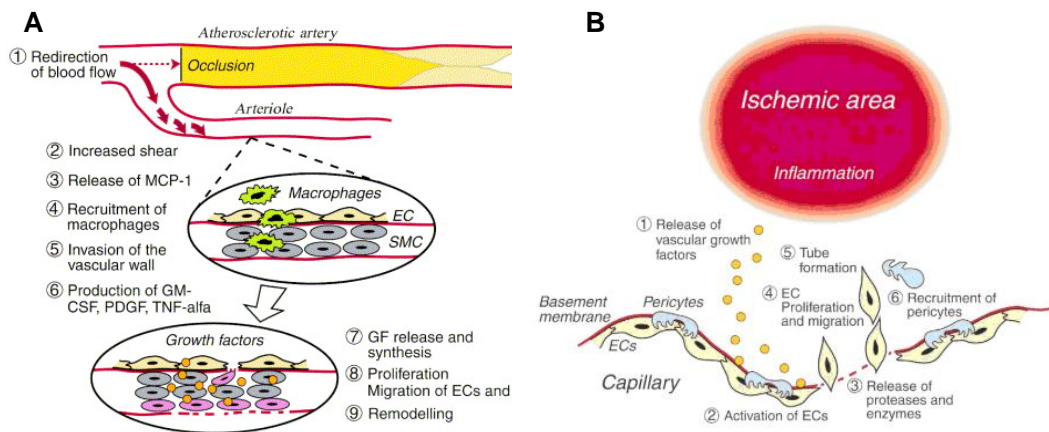 A
Atherosclerotic artery
① Redirection
of blood flow
Occlusion
Arteriole
② Increased shear
③ Release of MCP-1
④ Recruitment of
macrophages
⑤ Invasion of the
vascular wall
⑥ Production of GM-
CSF, PDGF, TNF-alfa
Macrophages
EC
SMC
Growth factors
⑦ GF release and
synthesis
⑧ Proliferation
Migration of ECs and
⑨ Remodelling
B
Ischemic area
Inflammation
① Release of
vascular growth
factors
⑤ Tube
formation
④ EC
Proliferation
and migration
⑥ Recruitment of
pericytes
Basement
membrane
Pericytes
ECs
Capillary
③ Release of
proteases and
enzymes
② Activation of ECs